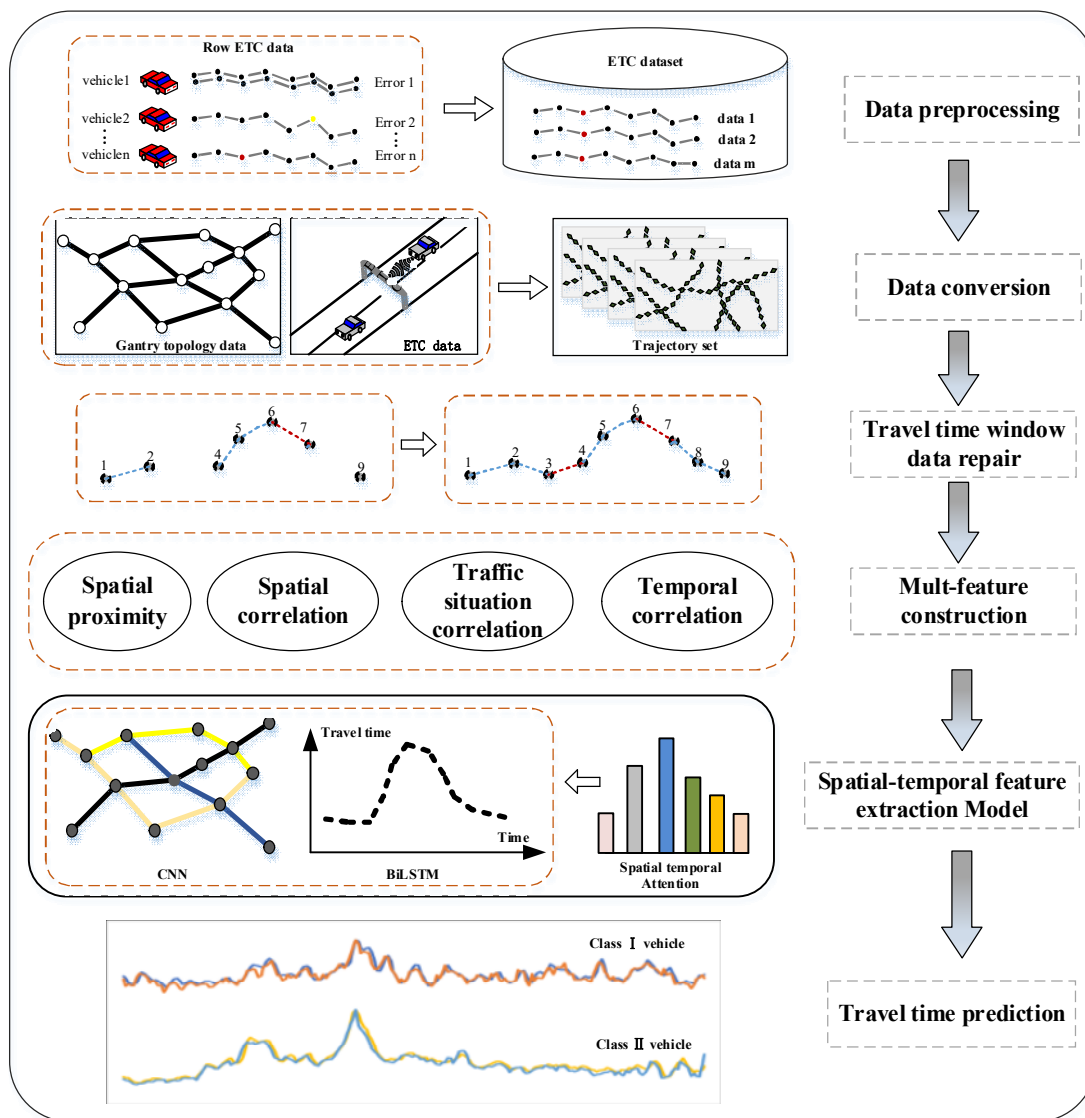 Row ETC data
vehicle1
Error 1
vehicle2
Error 2
vehiclen
Error n
ETC dataset
data 1
data 2
data m
Data preprocessing
Gantry topology data
ETC data
Trajectory set
Data conversion
1
2
4
5
6
7
9
1
2
3
4
5
6
7
8
9
Travel time window
data repair
Spatial
proximity
Spatial
correlation
Traffic
situation
correlation
Temporal
correlation
Mult-feature
construction
CNN
Travel time
Time
BiLSTM
Spatial temporal
Attention
Spatial-temporal feature
extraction Model
Class Ⅰ vehicle
Class Ⅱ vehicle
Travel time prediction